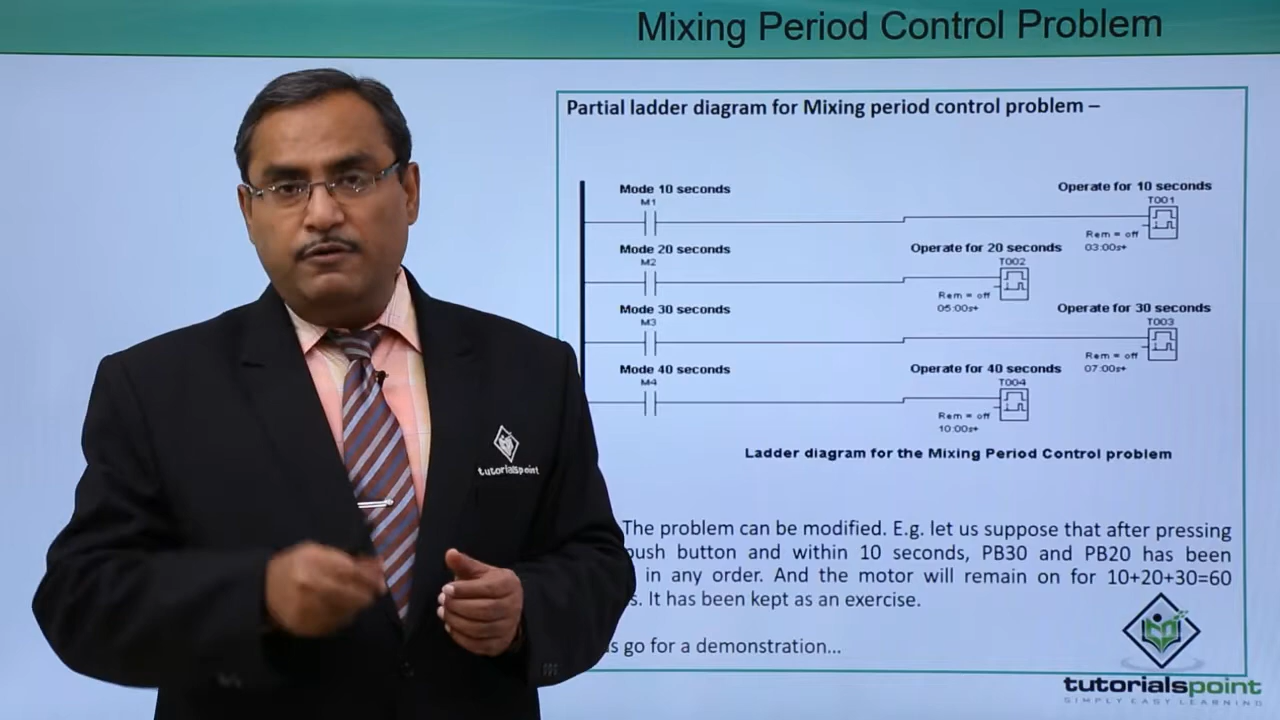 Mixing Period Control Problem
Partial ladder diagram for Mixing period control problem –
Mode 10 seconds
M1
Operate for 10 seconds
T001
Rem = off
03:00s+
Mode 20 seconds
M2
Operate for 20 seconds
T002
Rem = off
05:00s+
Mode 30 seconds
M3
Operate for 30 seconds
T003
Rem = off
07:00s+
Mode 40 seconds
M4
Operate for 40 seconds
T004
Rem = off
10:00s+
Ladder diagram for the Mixing Period Control problem
The problem can be modified. E.g. let us suppose that after pressing
push button and within 10 seconds, PB30 and PB20 has been
in any order. And the motor will remain on for 10+20+30=60
s. It has been kept as an exercise.
s go for a demonstration...
tutorialspoint
tutorialspoint
SIMPLY EASY LEARNING